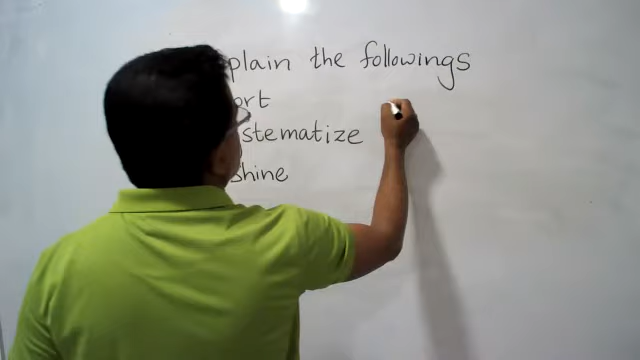 plain the followings
ort
stematize
shine